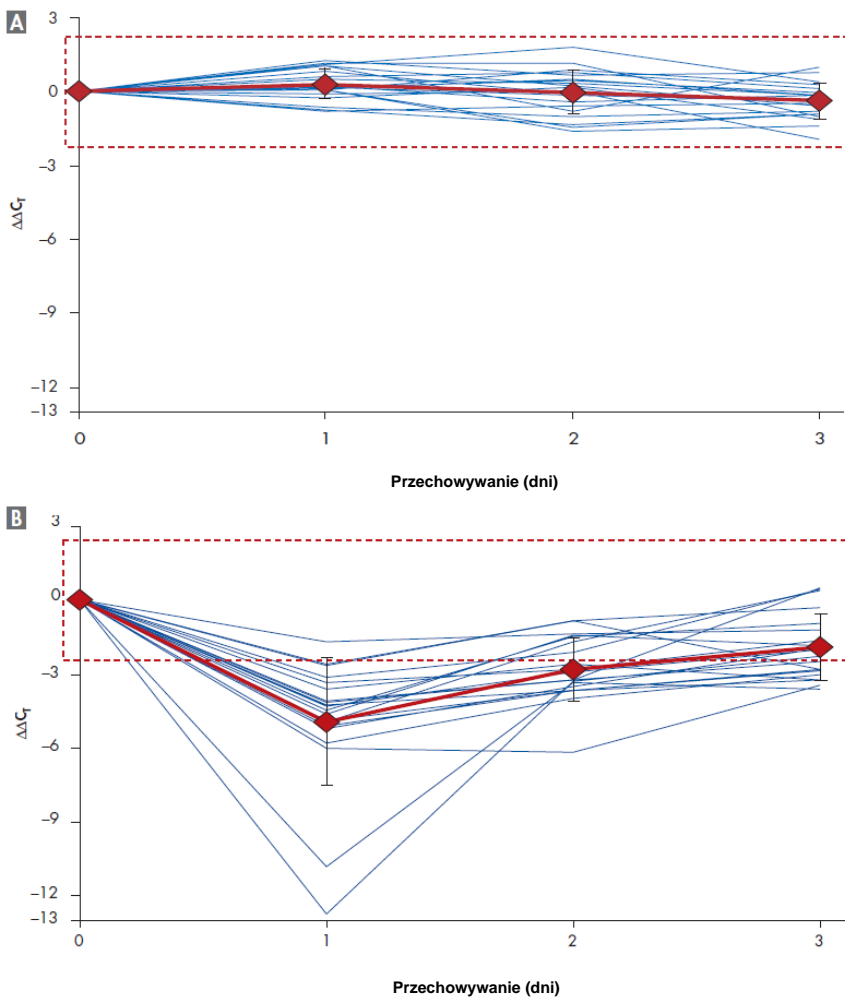 A
3
0
–3
–6
–9
–12
–13
ΔΔCT
0 1 2 3
Przechowywanie (dni)
B
3
0
–3
–6
–9
–12
–13
ΔΔCT
0 1 2 3
Przechowywanie (dni)